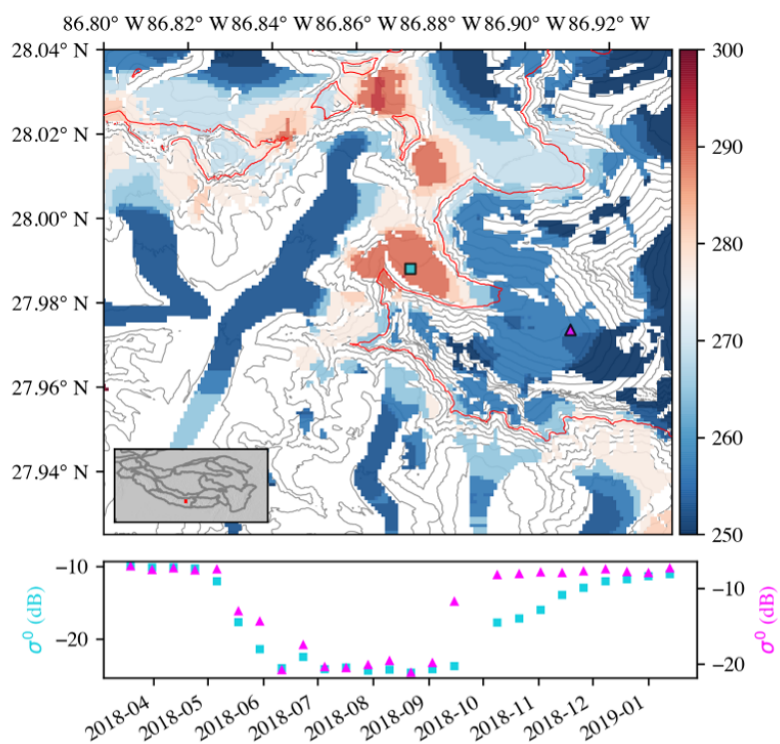 86.80° W 86.82° W 86.84° W 86.86° W 86.88° W 86.90° W 86.92° W
28.04° N
28.02° N
28.00° N
27.98° N
27.96° N
27.94° N
300
290
280
270
260
250
−10
−20
σ⁰ (dB)
−10
−20
σ⁰ (dB)
2018-04
2018-05
2018-06
2018-07
2018-08
2018-09
2018-10
2018-11
2018-12
2019-01